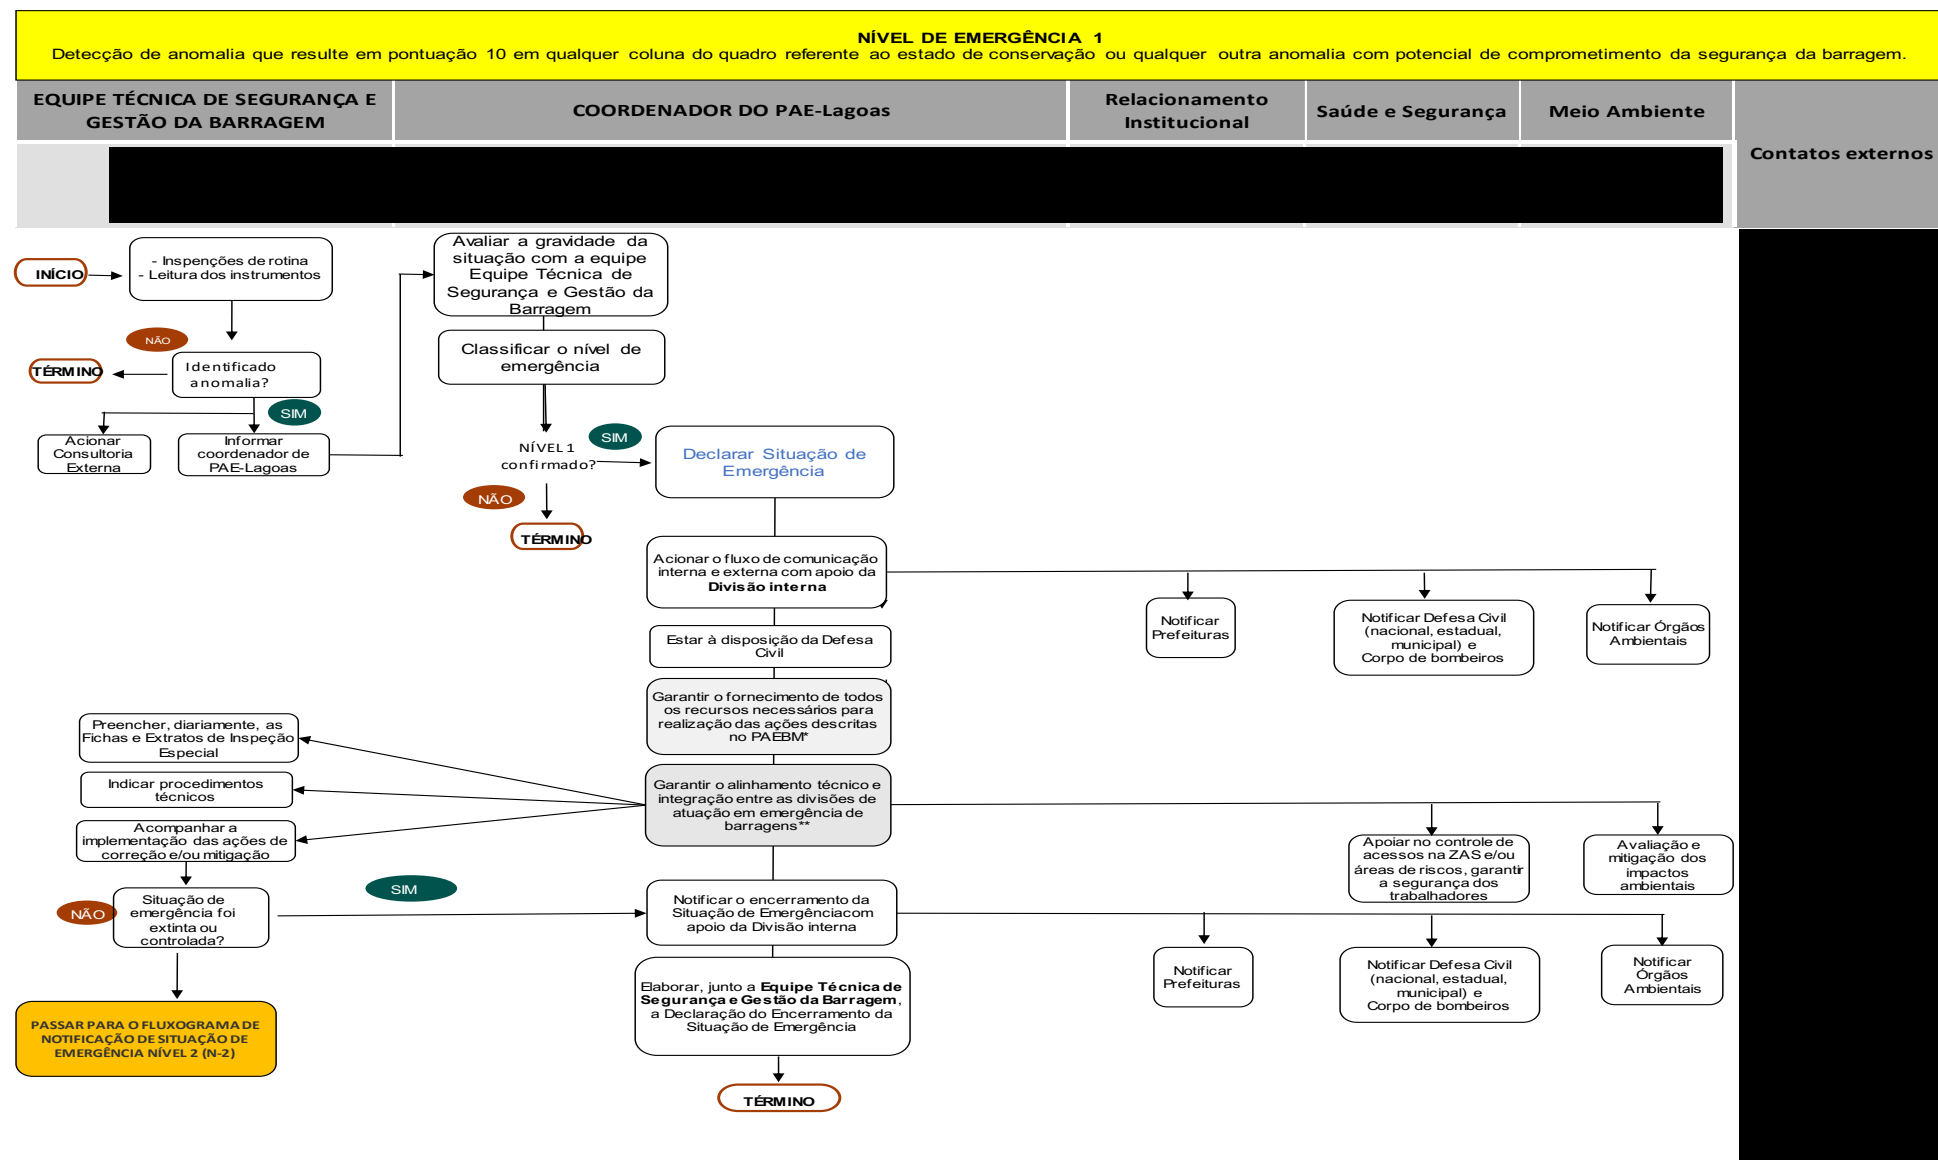 NÍVEL DE EMERGÊNCIA 1
Detecção de anomalia que resulte em pontuação 10 em qualquer coluna do quadro referente ao estado de conservação ou qualquer outra anomalia com potencial de comprometimento da segurança da barragem.
EQUIPE TÉCNICA DE SEGURANÇA E
GESTÃO DA BARRAGEM
COORDENADOR DO PAE-Lagoas
Relacionamento
Institucional
Saúde e Segurança
Meio Ambiente
Contatos externos
INÍCIO
- Inspenções de rotina
- Leitura dos instrumentos
NÃO
TÉRMINO
Identificado
anomalia?
SIM
Acionar
Consultoria
Externa
Informar
coordenador de
PAE-Lagoas
Avaliar a gravidade da
situação com a equipe
Equipe Técnica de
Segurança e Gestão da
Barragem
Classificar o nível de
emergência
NÍVEL 1
confirmado?
SIM
NÃO
TÉRMINO
Declarar Situação de
Emergência
Acionar o fluxo de comunicação
interna e externa com apoio da
Divisão interna
Notificar
Prefeituras
Notificar Defesa Civil
(nacional, estadual,
municipal) e
Corpo de bombeiros
Notificar Órgãos
Ambientais
Estar à disposição da Defesa
Civil
Garantir o fornecimento de todos
os recursos necessários para
realização das ações descritas
no PAEBM*
Garantir o alinhamento técnico e
integração entre as divisões de
atuação em emergência de
barragens**
Preencher, diariamente, as
Fichas e Extratos de Inspeção
Especial
Indicar procedimentos
técnicos
Acompanhar a
implementação das ações de
correção e/ou mitigação
Apoiar no controle de
acessos na ZAS e/ou
áreas de riscos, garantir
a segurança dos
trabalhadores
Avaliação e
mitigação dos
impactos
ambientais
NÃO
Situação de
emergência foi
extinta ou
controlada?
SIM
Notificar o encerramento da
Situação de Emergênciacom
apoio da Divisão interna
Notificar
Prefeituras
Notificar Defesa Civil
(nacional, estadual,
municipal) e
Corpo de bombeiros
Notificar
Órgãos
Ambientais
Elaborar, junto a Equipe Técnica de
Segurança e Gestão da Barragem,
a Declaração do Encerramento da
Situação de Emergência
PASSAR PARA O FLUXOGRAMA DE
NOTIFICAÇÃO DE SITUAÇÃO DE
EMERGÊNCIA NÍVEL 2 (N-2)
TÉRMINO